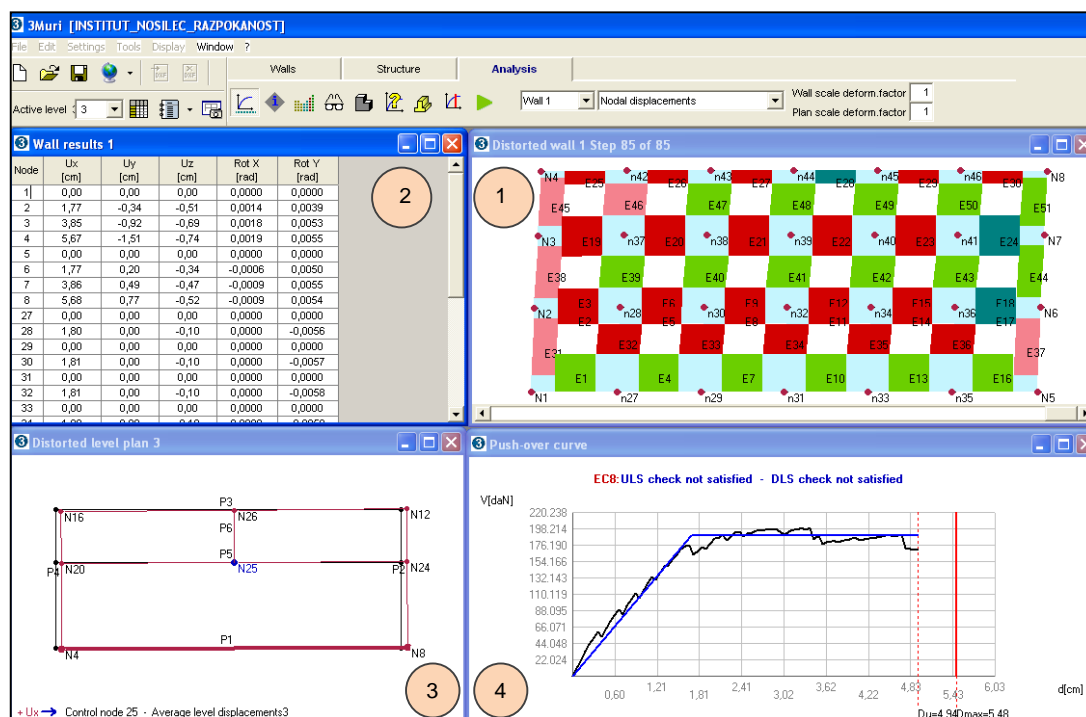 3Muri [INSTITUT_NOSILEC_RAZPOKANOST]
File Edit Settings Tools Display Window ?
Walls Structure Analysis
Active level : 3 Wall 1 Nodal displacements Wall scale deform.factor 1
Plan scale deform.factor 1
Wall results 1
Node Ux [cm] Uy [cm] Uz [cm] Rot X [rad] Rot Y [rad]
1 0,00 0,00 0,00 0,0000 0,0000
2 1,77 -0,34 -0,51 0,0014 0,0039
3 3,85 -0,92 -0,69 0,0018 0,0053
4 5,67 -1,51 -0,74 0,0019 0,0055
5 0,00 0,00 0,00 0,0000 0,0000
6 1,77 0,20 -0,34 -0,0006 0,0050
7 3,86 0,49 -0,47 -0,0009 0,0055
8 5,68 0,77 -0,52 -0,0009 0,0054
27 0,00 0,00 0,00 0,0000 0,0000
28 1,80 0,00 -0,10 0,0000 -0,0056
29 0,00 0,00 0,00 0,0000 0,0000
30 1,81 0,00 -0,10 0,0000 -0,0057
31 0,00 0,00 0,00 0,0000 0,0000
32 1,81 0,00 -0,10 0,0000 -0,0058
33 0,00 0,00 0,00 0,0000 0,0000
2
Distorted wall 1 Step 85 of 85
N4 E25 n42 E26 n43 E27 n44 E28 n45 E29 n46 E30 N8
E45 E46 E47 E48 E49 E50 E51
N3 E19 n37 E20 n38 E21 n39 E22 n40 E23 n41 E24 N7
E38 E39 E40 E41 E42 E43 E44
N2 E3 n28 E6 n30 E9 n32 E12 n34 E15 n36 E18 N6
E2 E5 E8 E11 E14 E17
E31 E32 E33 E34 E35 E36 E37
E1 E4 E7 E10 E13 E16
N1 n27 n29 n31 n33 n35 N5
1
Distorted level plan 3
P3
N16 N26 N12
P6
P5
P4 N20 N25 P2 N24
P1
N4 N8
+ Ux Control node 25 - Average level displacements3
3
Push-over curve
EC8:ULS check not satisfied - DLS check not satisfied
V[daN]
220.238
198.214
176.190
154.166
132.143
110.119
88.095
66.071
44.048
22.024
1,21 2,41 3,62 4,83 6,03 d[cm]
0,60 1,81 3,02 4,22 5,43
Du=4.94 Dmax=5.48
4